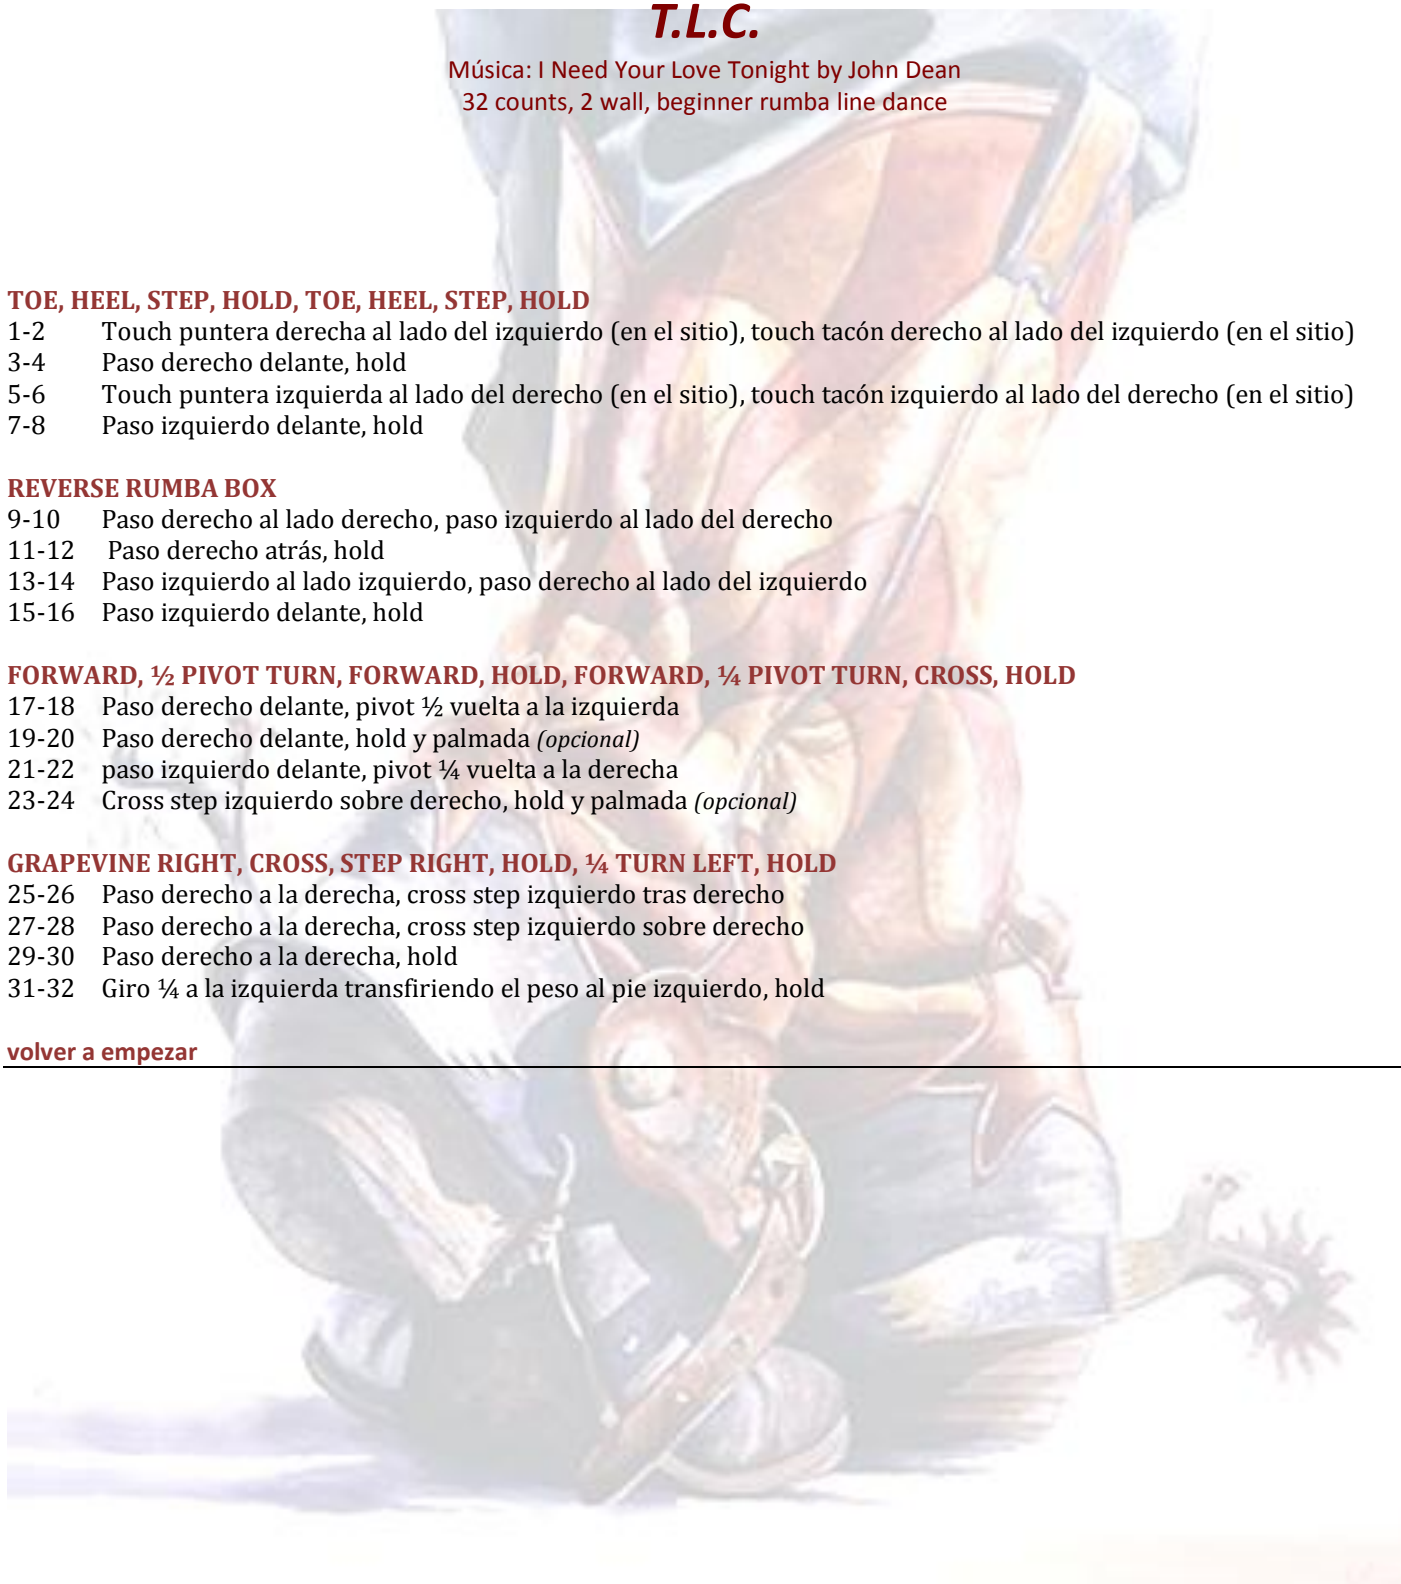 T.L.C.
Música: I Need Your Love Tonight by John Dean
32 counts, 2 wall, beginner rumba line dance
TOE, HEEL, STEP, HOLD, TOE, HEEL, STEP, HOLD
1-2 Touch puntera derecha al lado del izquierdo (en el sitio), touch tacón derecho al lado del izquierdo (en el sitio)
3-4 Paso derecho delante, hold
5-6 Touch puntera izquierda al lado del derecho (en el sitio), touch tacón izquierdo al lado del derecho (en el sitio)
7-8 Paso izquierdo delante, hold
REVERSE RUMBA BOX
9-10 Paso derecho al lado derecho, paso izquierdo al lado del derecho
11-12 Paso derecho atrás, hold
13-14 Paso izquierdo al lado izquierdo, paso derecho al lado del izquierdo
15-16 Paso izquierdo delante, hold
FORWARD, ½ PIVOT TURN, FORWARD, HOLD, FORWARD, ¼ PIVOT TURN, CROSS, HOLD
17-18 Paso derecho delante, pivot ½ vuelta a la izquierda
19-20 Paso derecho delante, hold y palmada (opcional)
21-22 paso izquierdo delante, pivot ¼ vuelta a la derecha
23-24 Cross step izquierdo sobre derecho, hold y palmada (opcional)
GRAPEVINE RIGHT, CROSS, STEP RIGHT, HOLD, ¼ TURN LEFT, HOLD
25-26 Paso derecho a la derecha, cross step izquierdo tras derecho
27-28 Paso derecho a la derecha, cross step izquierdo sobre derecho
29-30 Paso derecho a la derecha, hold
31-32 Giro ¼ a la izquierda transfiriendo el peso al pie izquierdo, hold
volver a empezar